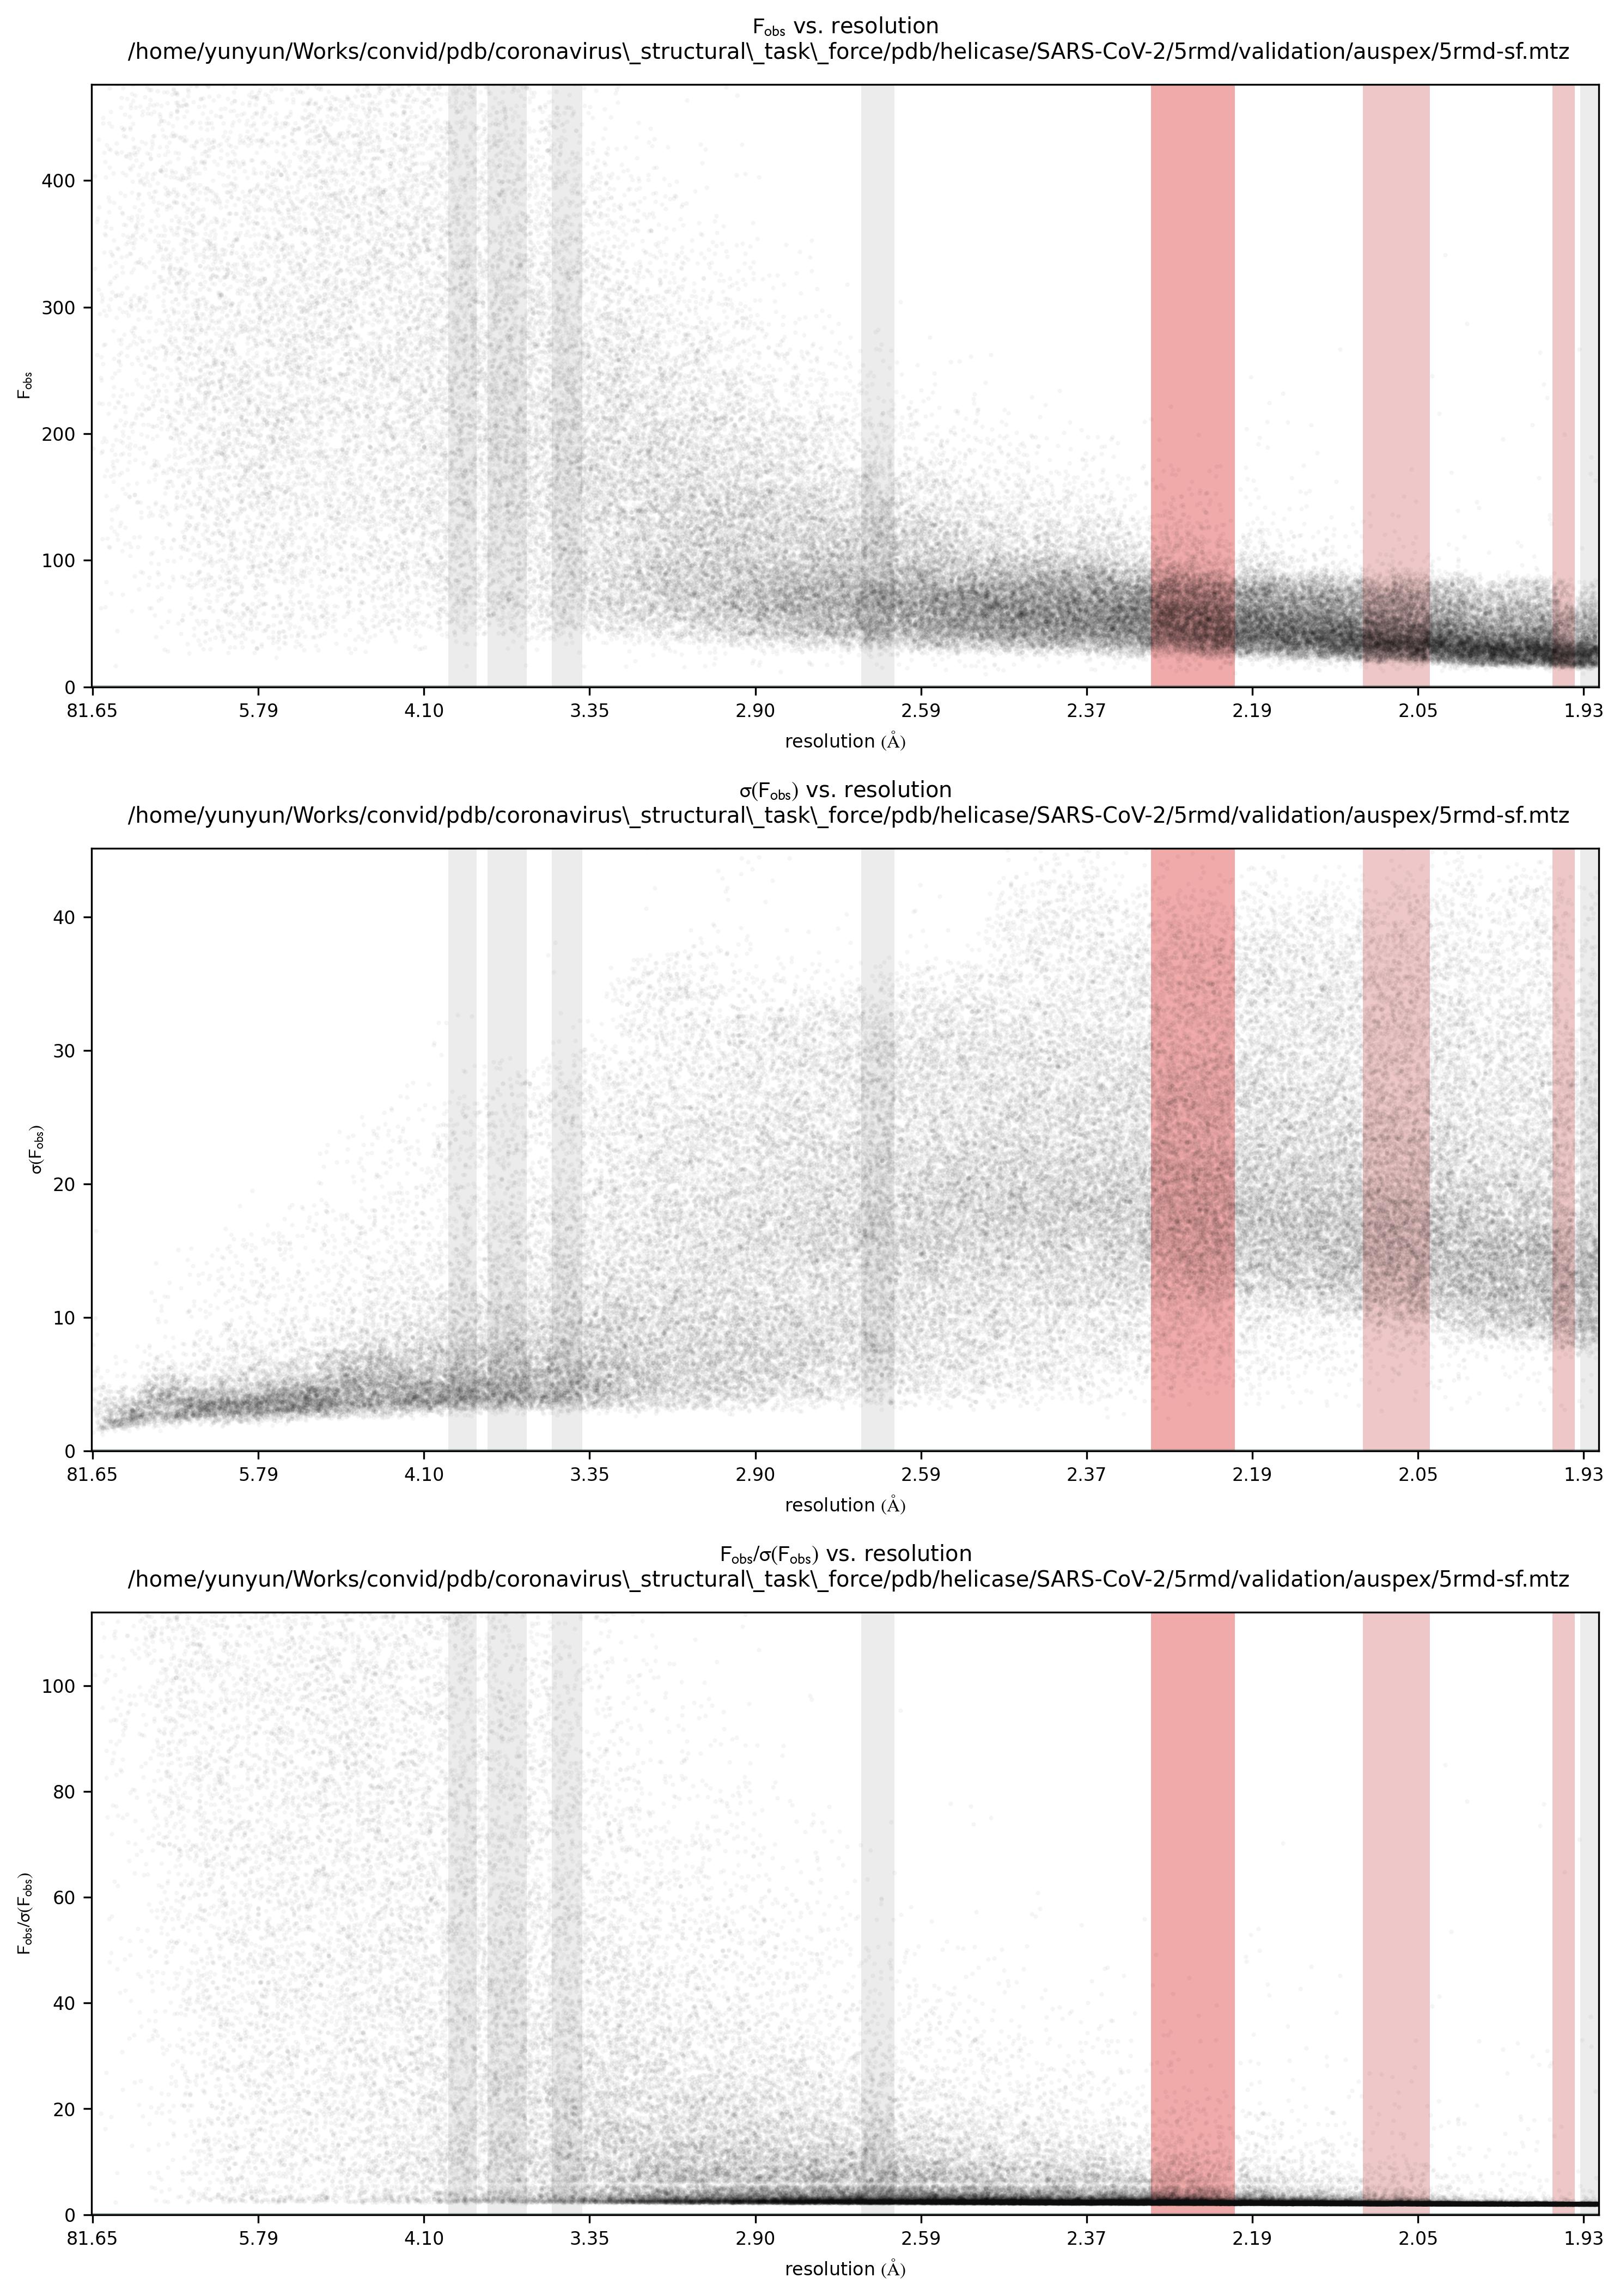 Fobs vs. resolution
/home/yunyun/Works/convid/pdb/coronavirus\_structural\_task\_force/pdb/helicase/SARS-CoV-2/5rmd/validation/auspex/5rmd-sf.mtz
400
300
200
100
0
Fobs
81.65 5.79 4.10 3.35 2.90 2.59 2.37 2.19 2.05 1.93
resolution (Å)
σ(Fobs) vs. resolution
/home/yunyun/Works/convid/pdb/coronavirus\_structural\_task\_force/pdb/helicase/SARS-CoV-2/5rmd/validation/auspex/5rmd-sf.mtz
40
30
20
10
0
σ(Fobs)
81.65 5.79 4.10 3.35 2.90 2.59 2.37 2.19 2.05 1.93
resolution (Å)
Fobs/σ(Fobs) vs. resolution
/home/yunyun/Works/convid/pdb/coronavirus\_structural\_task\_force/pdb/helicase/SARS-CoV-2/5rmd/validation/auspex/5rmd-sf.mtz
100
80
60
40
20
0
Fobs/σ(Fobs)
81.65 5.79 4.10 3.35 2.90 2.59 2.37 2.19 2.05 1.93
resolution (Å)